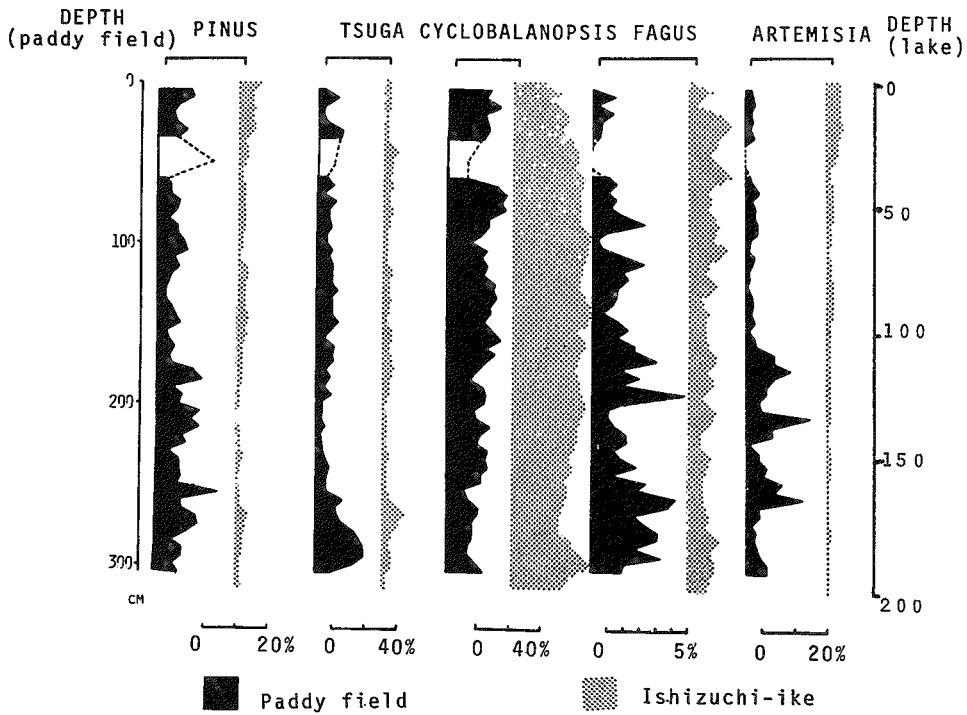 DEPTH (paddy field) PINUS TSUGA CYCLOBALANOPSIS FAGUS ARTEMISIA DEPTH (lake)
0 0
50
100
100
200
150
300
CM 200
0 20% 0 40% 0 40% 0 5% 0 20%
Paddy field Ishizuchi-ike